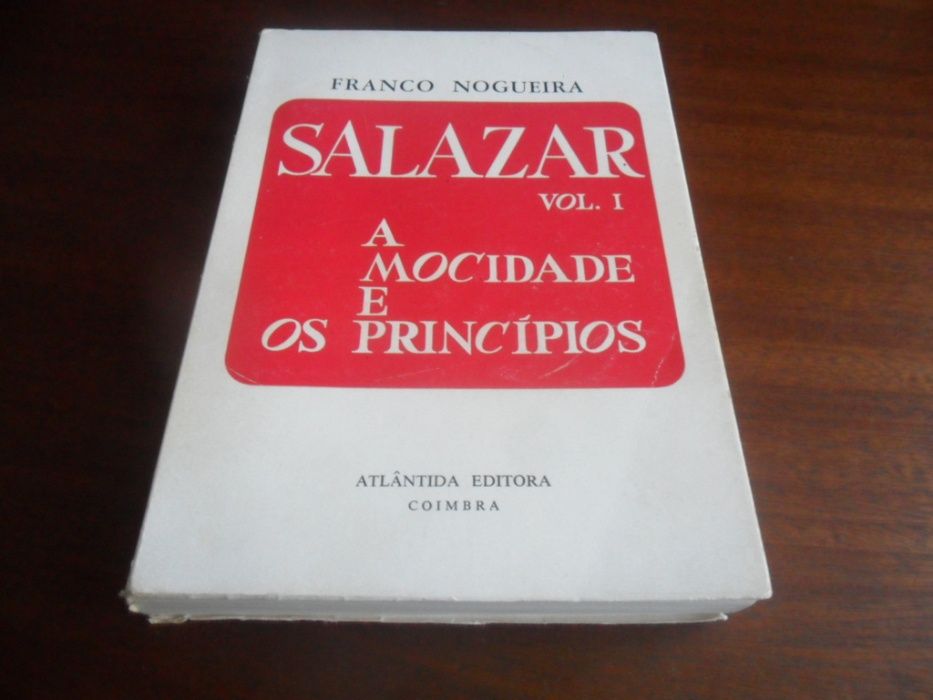 FRANCO NOGUEIRA
SALAZAR
VOL. I
A
MOCIDADE
E
OS PRINCÍPIOS
ATLÂNTIDA EDITORA
COIMBRA